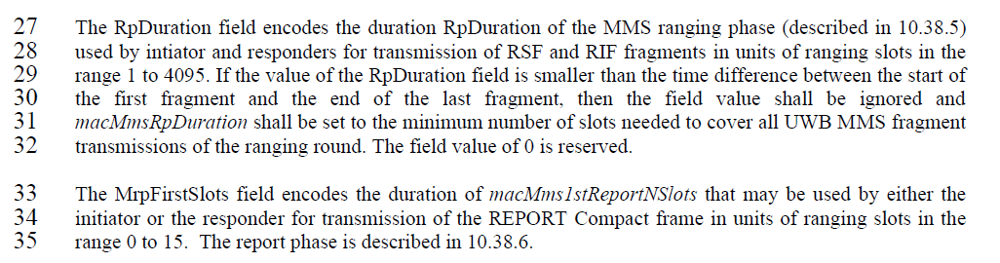 27 The RpDuration field encodes the duration RpDuration of the MMS ranging phase (described in 10.38.5)
28 used by intiator and responders for transmission of RSF and RIF fragments in units of ranging slots in the
29 range 1 to 4095. If the value of the RpDuration field is smaller than the time difference between the start of
30 the first fragment and the end of the last fragment, then the field value shall be ignored and
31 macMmsRpDuration shall be set to the minimum number of slots needed to cover all UWB MMS fragment
32 transmissions of the ranging round. The field value of 0 is reserved.
33 The MrpFirstSlots field encodes the duration of macMms1stReportNSlots that may be used by either the
34 initiator or the responder for transmission of the REPORT Compact frame in units of ranging slots in the
35 range 0 to 15. The report phase is described in 10.38.6.